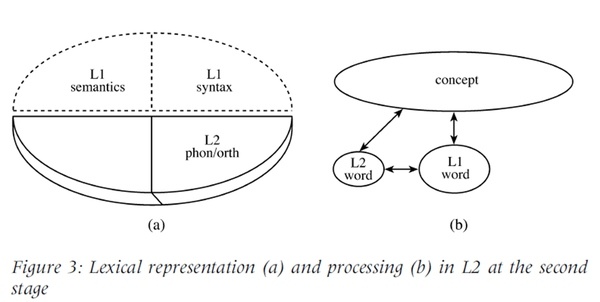 L1
semantics
L1
syntax
L2
phon/orth
(a)
concept
L2
word
L1
word
(b)
Figure 3: Lexical representation (a) and processing (b) in L2 at the second
stage